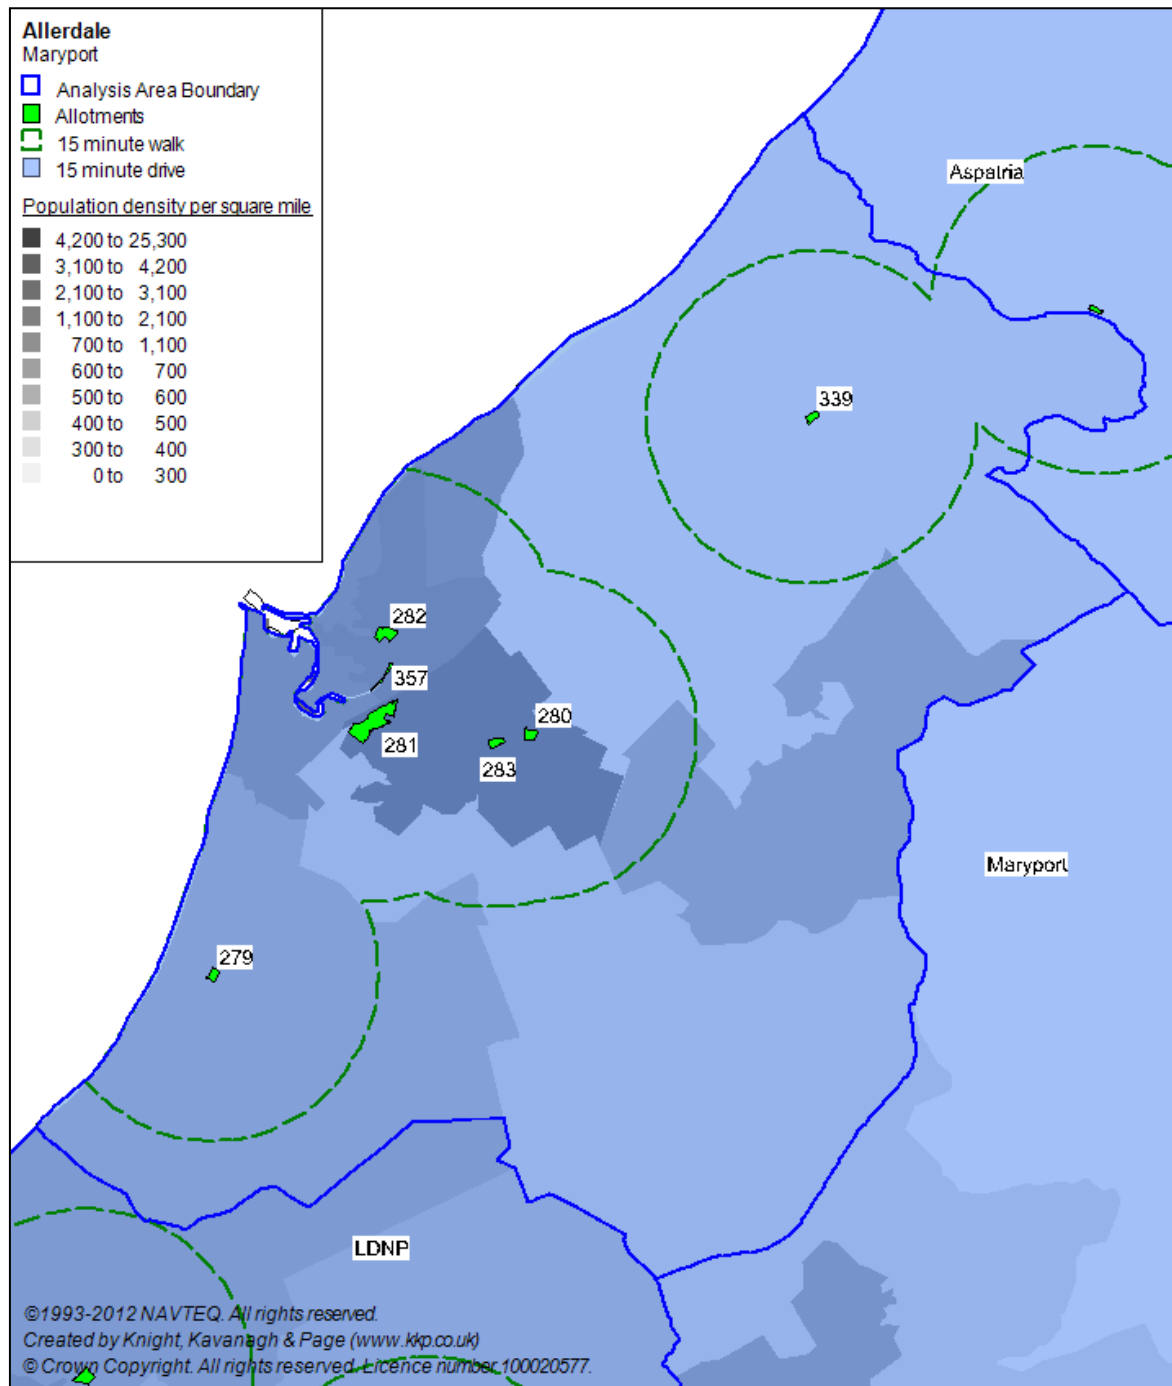 Allerdale
Maryport
Analysis Area Boundary
Allotments
15 minute walk
15 minute drive
Population density per square mile
4,200 to 25,300
3,100 to 4,200
2,100 to 3,100
1,100 to 2,100
700 to 1,100
600 to 700
500 to 600
400 to 500
300 to 400
0 to 300
Aspatria
339
282
357
280
281
283
Maryport
279
LDNP
©1993-2012 NAVTEQ. All rights reserved.
Created by Knight, Kavanagh & Page (www.kkp.co.uk)
© Crown Copyright. All rights reserved. Licence number 100020577.